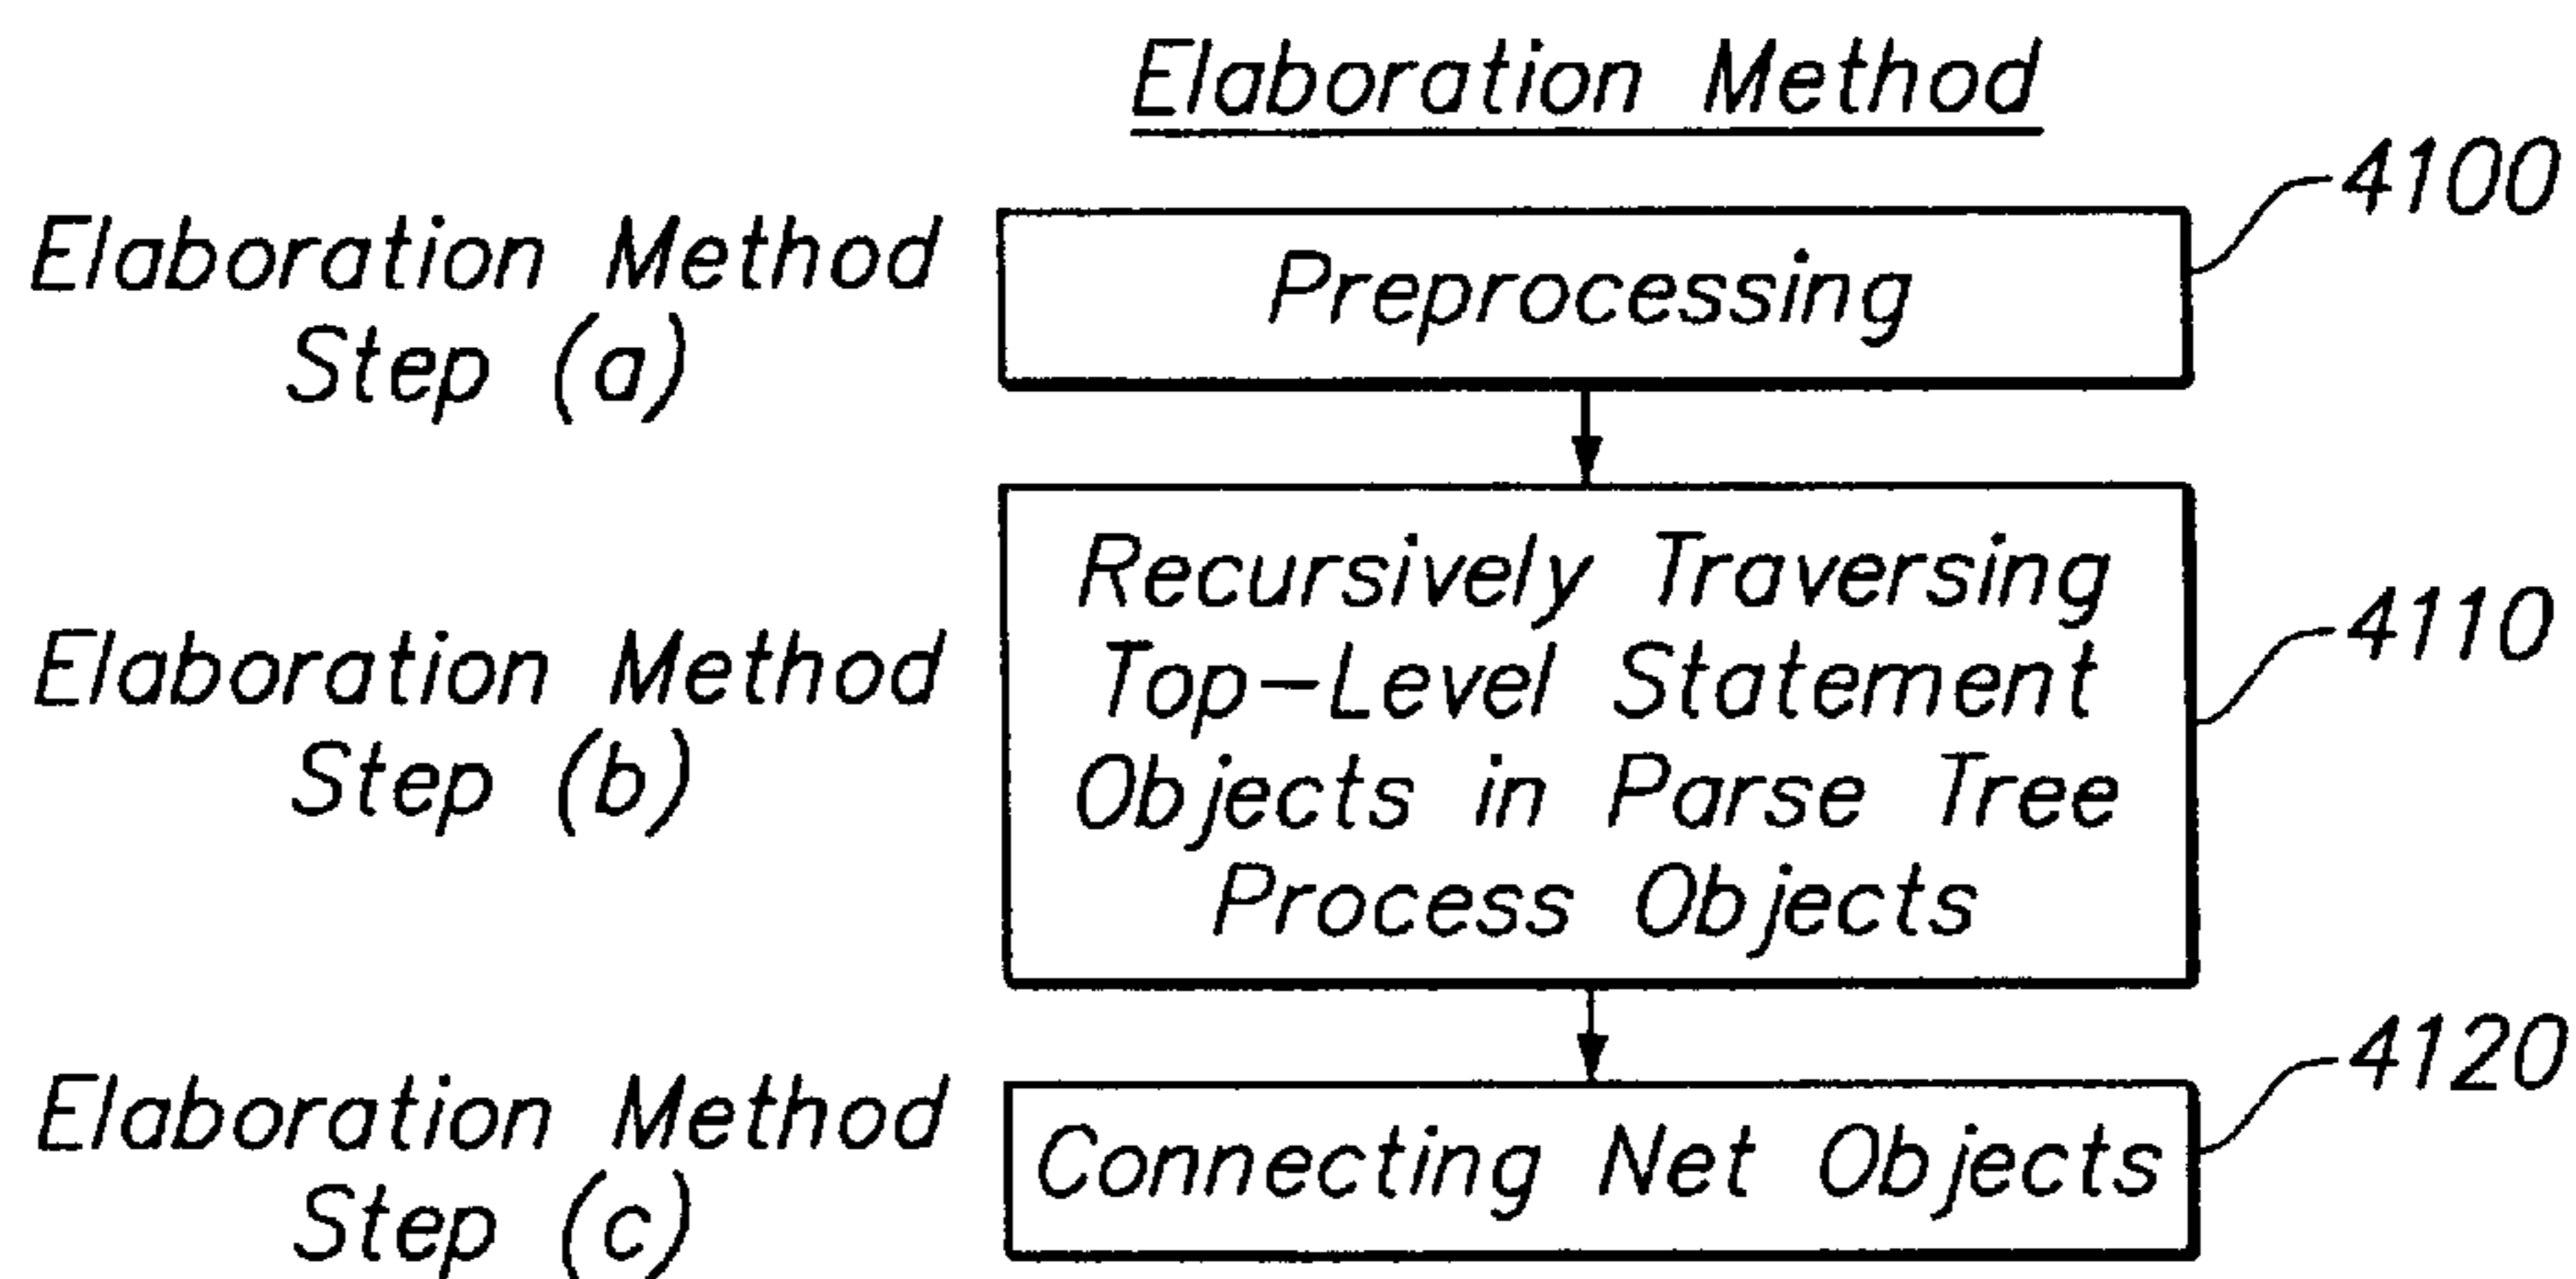 Elaboration Method
4100
Elaboration Method
Step (a)
Preprocessing
Elaboration Method
Step (b)
Recursively Traversing
Top-Level Statement
Objects in Parse Tree
Process Objects
4110
Elaboration Method
Step (c)
Connecting Net Objects
4120